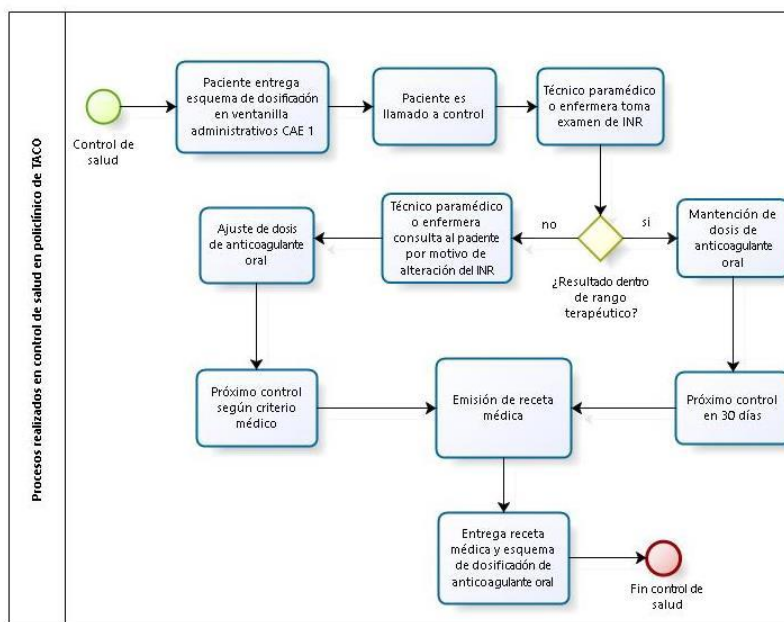 Procesos realizados en control de salud en policlínico de TACO
Control de
salud
Paciente entrega
esquema de dosificación
en ventanilla
administrativos CAE 1
Paciente es
llamado a control
Técnico paramédico
o enfermera toma
examen de INR
¿Resultado dentro
de rango
terapéutico?
no
si
Técnico paramédico
o enfermera
consulta al paciente
por motivo de
alteración del INR
Ajuste de dosis
de anticoagulante
oral
Mantención de
dosis de
anticoagulante
oral
Próximo control
según criterio
médico
Emisión de receta
médica
Próximo control
en 30 días
Entrega receta
médica y esquema
de dosificación de
anticoagulante oral
Fin control de
salud